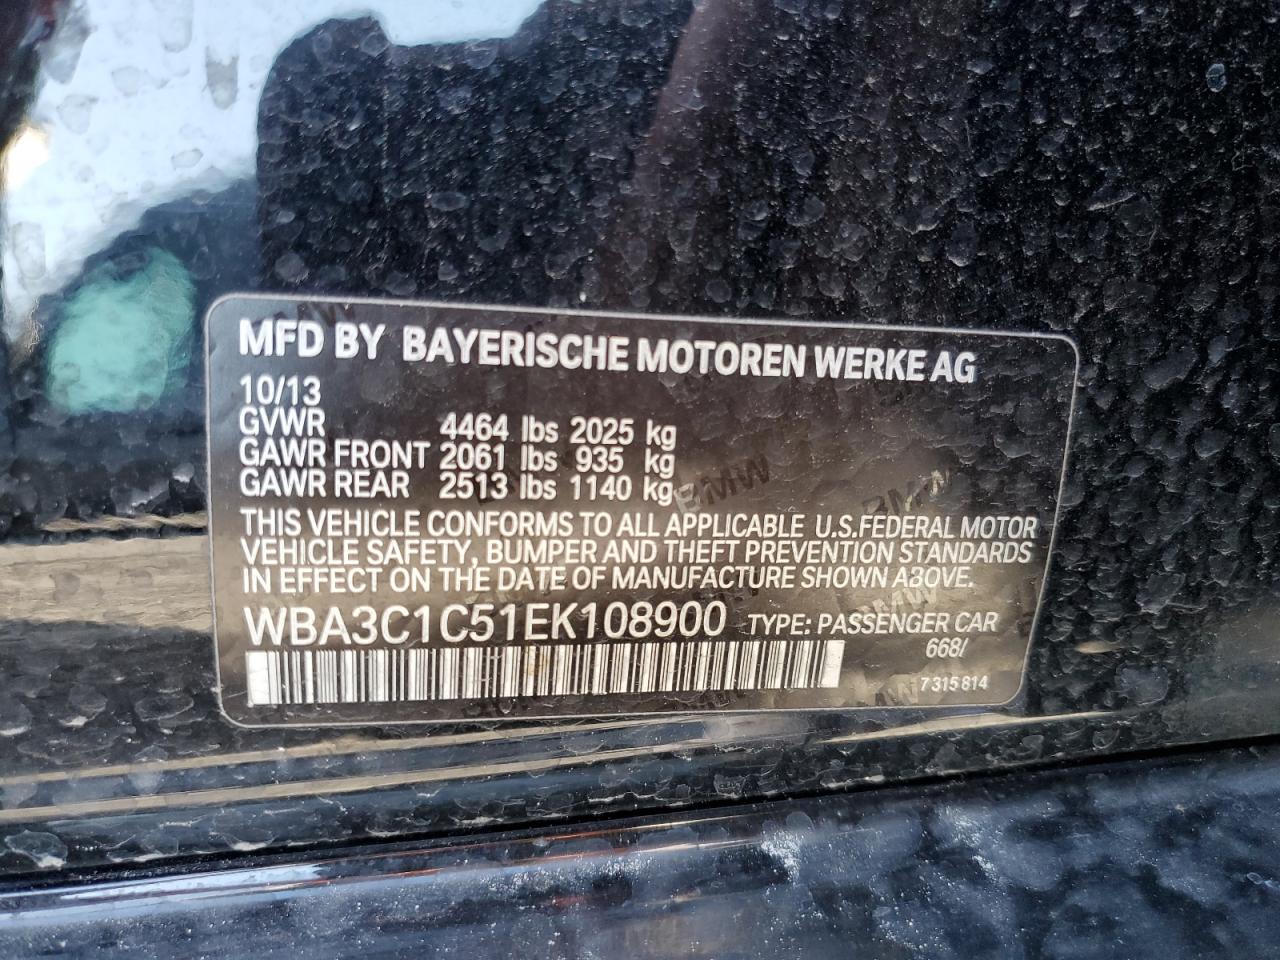 MFD BY BAYERISCHE MOTOREN WERKE AG
10/13
GVWR 4464 lbs 2025 kg
GAWR FRONT 2061 lbs 935 kg
GAWR REAR 2513 lbs 1140 kg
THIS VEHICLE CONFORMS TO ALL APPLICABLE U.S.FEDERAL MOTOR
VEHICLE SAFETY, BUMPER AND THEFT PREVENTION STANDARDS
IN EFFECT ON THE DATE OF MANUFACTURE SHOWN ABOVE.
WBA3C1C51EK108900 TYPE: PASSENGER CAR
668/
7 315 814